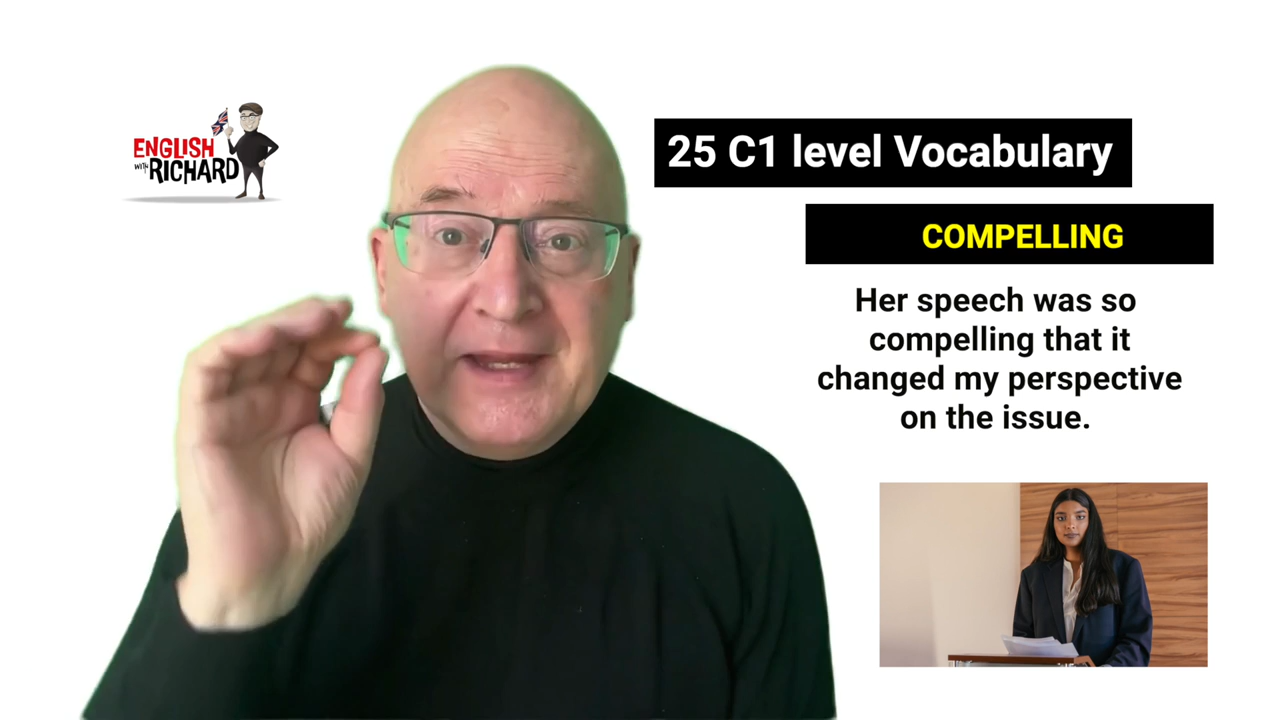 ENGLISH
WITH RICHARD
25 C1 level Vocabulary
COMPELLING
Her speech was so
compelling that it
changed my perspective
on the issue.